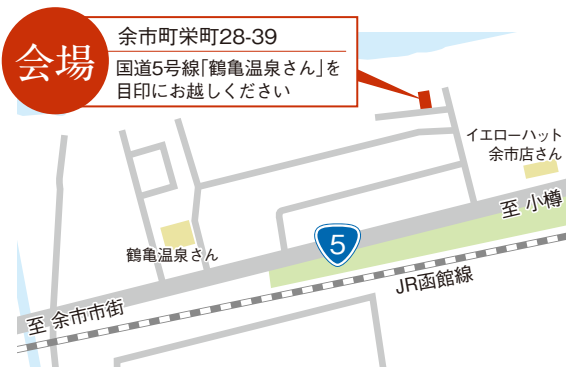 会場
余市町栄町28-39
国道5号線「鶴亀温泉さん」を
目印にお越しください
イエローハット
余市店さん
至 小樽
5
鶴亀温泉さん
JR函館線
至 余市市街